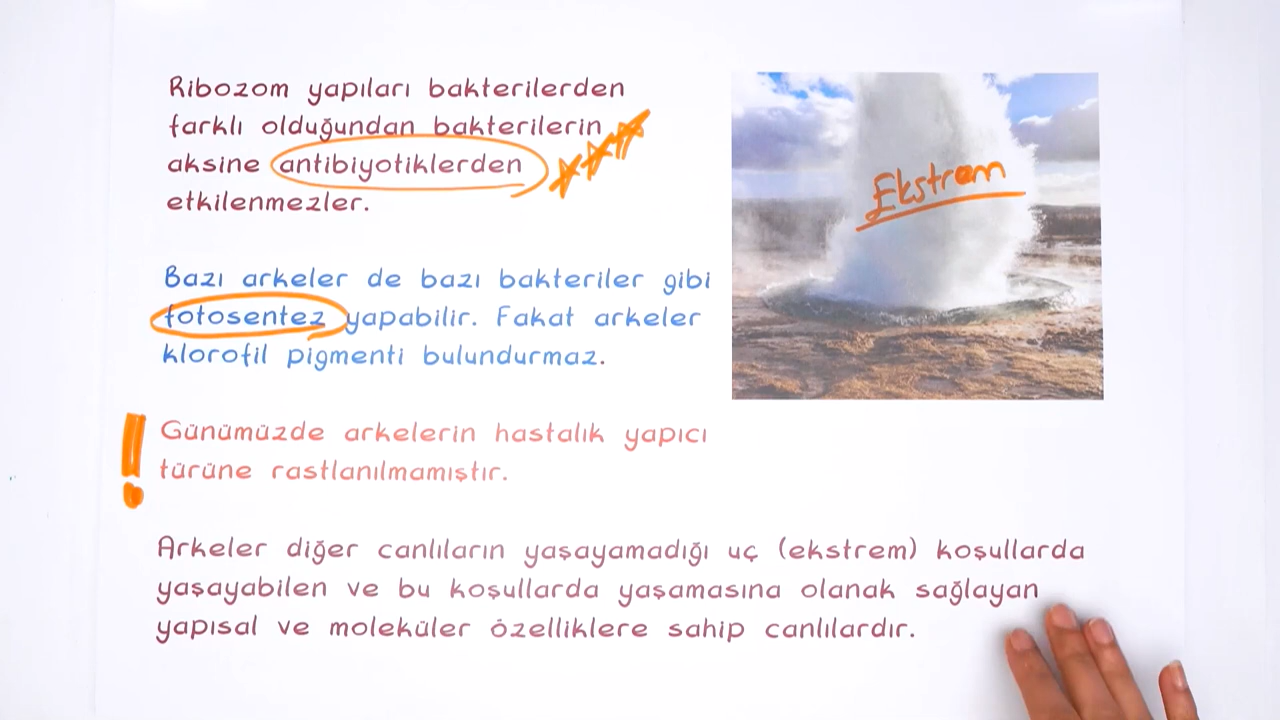 Ribozom yapıları bakterilerden
farklı olduğundan bakterilerin
aksine antibiyotiklerden
etkilenmezler.
Ekstrem
Bazı arkeler de bazı bakteriler gibi
fotosentez yapabilir. Fakat arkeler
klorofil pigmenti bulundurmaz.
Günümüzde arkelerin hastalık yapıcı
türüne rastlanılmamıştır.
Arkeler diğer canlıların yaşayamadığı uç (ekstrem) koşullarda
yaşayabilen ve bu koşullarda yaşamasına olanak sağlayan
yapısal ve moleküler özelliklere sahip canlılardır.